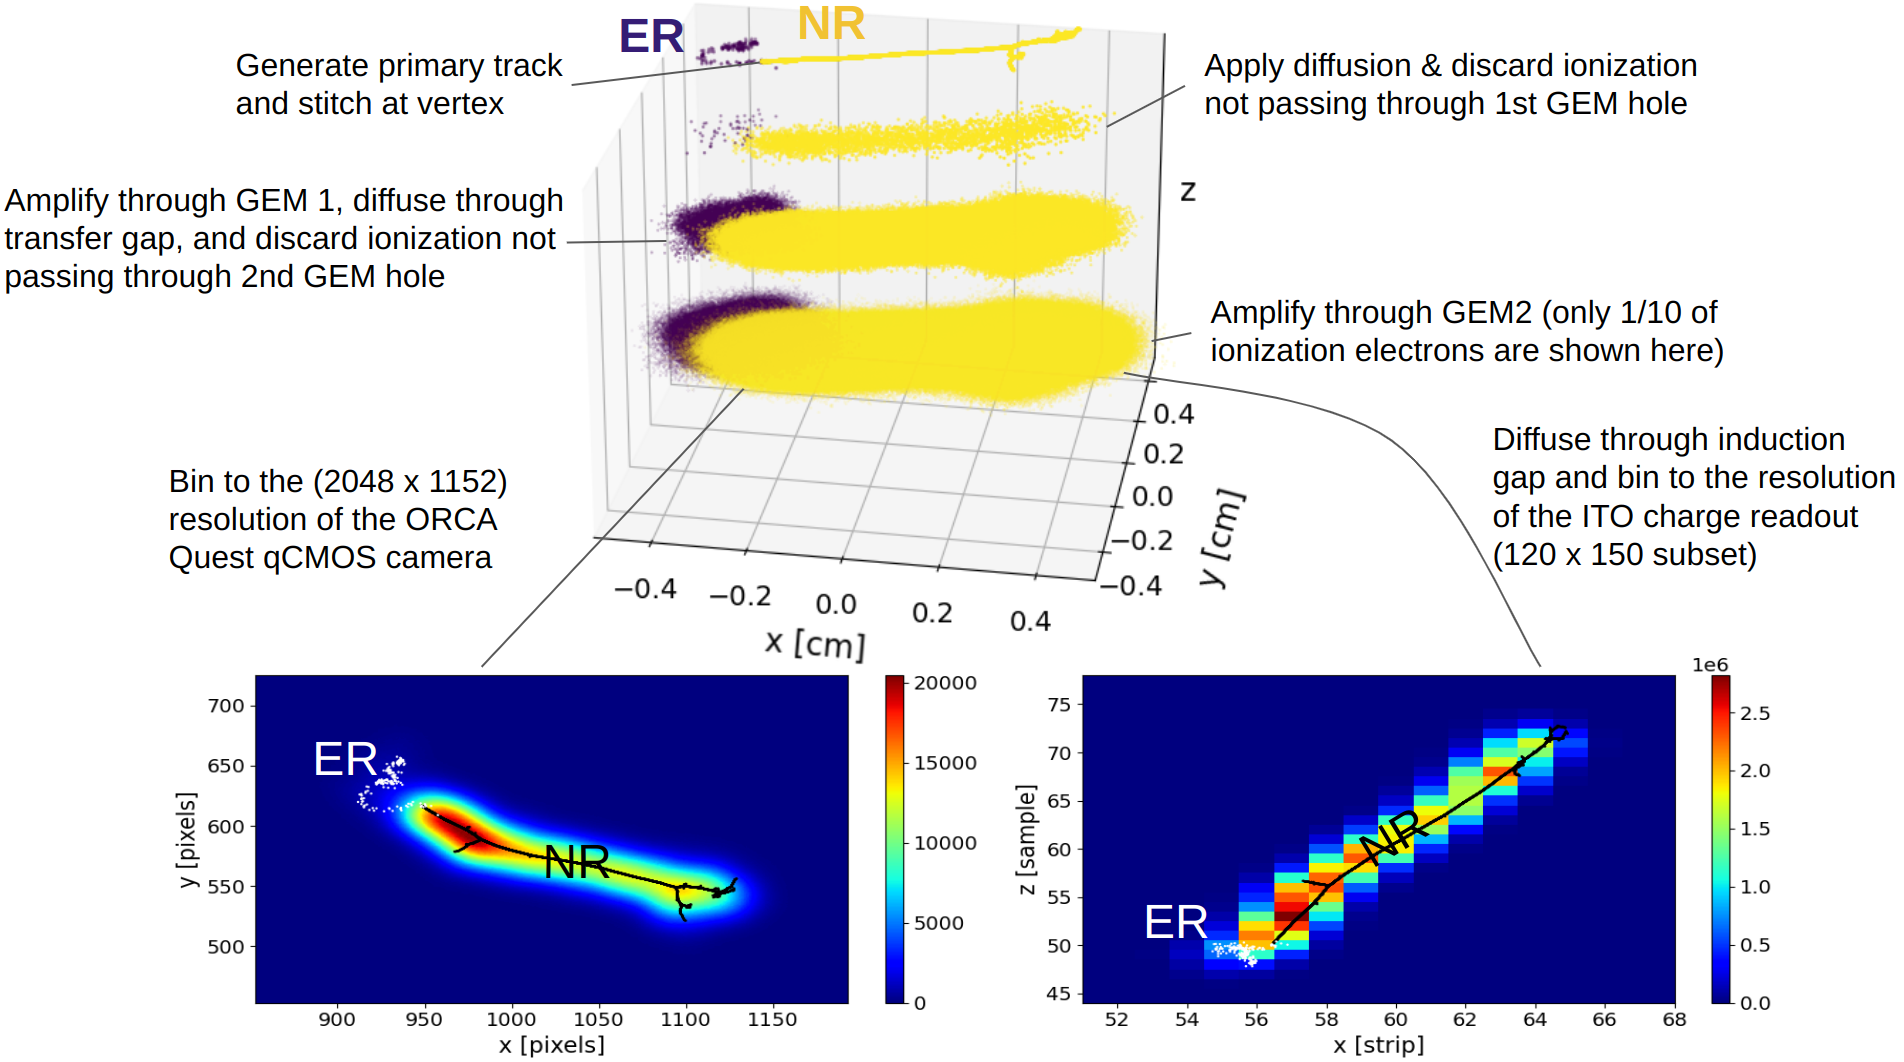 ER
NR
Generate primary track
and stitch at vertex
Apply diffusion & discard ionization
not passing through 1st GEM hole
Amplify through GEM 1, diffuse through
transfer gap, and discard ionization not
passing through 2nd GEM hole
z
Amplify through GEM2 (only 1/10 of
ionization electrons are shown here)
0.4
0.2
0.0
−0.2
−0.4
y [cm]
−0.4
−0.2
0.0
0.2
0.4
x [cm]
Bin to the (2048 x 1152)
resolution of the ORCA
Quest qCMOS camera
Diffuse through induction
gap and bin to the resolution
of the ITO charge readout
(120 x 150 subset)
700
650
600
550
500
y [pixels]
ER
NR
900
950
1000
1050
1100
1150
x [pixels]
20000
15000
10000
5000
0
75
70
65
60
55
50
45
z [sample]
ER
NR
52
54
56
58
60
62
64
66
68
x [strip]
1e6
2.5
2.0
1.5
1.0
0.5
0.0